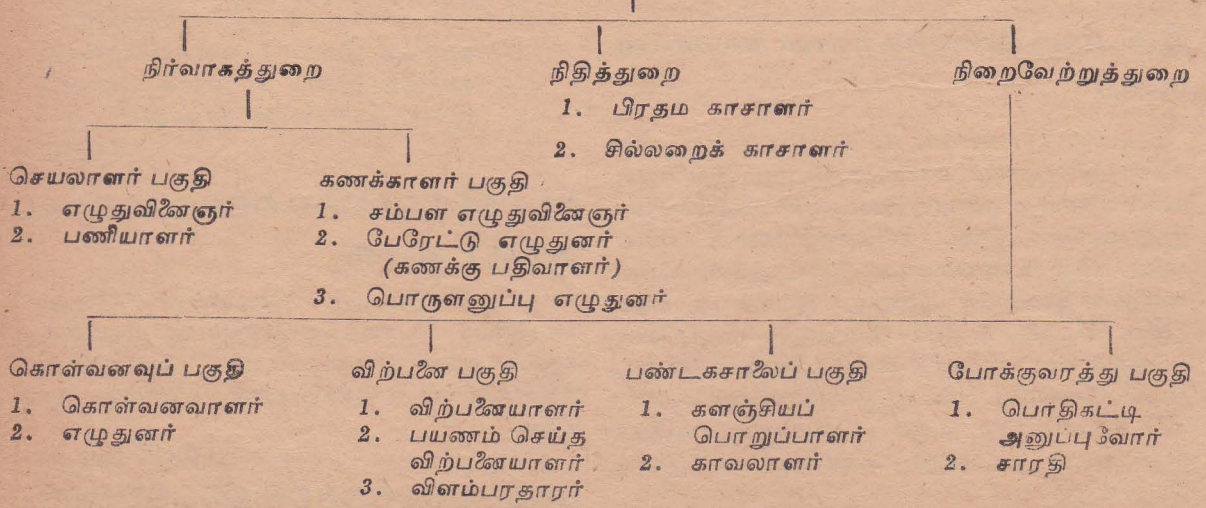 நிர்வாகத்துறை
நிதித்துறை
1. பிரதம காசாளர்
2. சில்லறைக் காசாளர்
நிறைவேற்றுத்துறை
செயலாளர் பகுதி
1. எழுதுவினைஞர்
2. பணியாளர்
கணக்காளர் பகுதி
1. சம்பள எழுதுவினைஞர்
2. பேரேட்டு எழுதுனர்
(கணக்கு பதிவாளர்)
3. பொருளனுப்பு எழுதுனர்
கொள்வனவுப் பகுதி
1. கொள்வனவாளர்
2. எழுதுனர்
விற்பனை பகுதி
1. விற்பனையாளர்
2. பயணம் செய்த
விற்பனையாளர்
3. விளம்பரதாரர்
பண்டகசாலைப் பகுதி
1. களஞ்சியப்
பொறுப்பாளர்
2. காவலாளர்
போக்குவரத்து பகுதி
1. பொதிகட்டி
அனுப்புவோர்
2. சாரதி